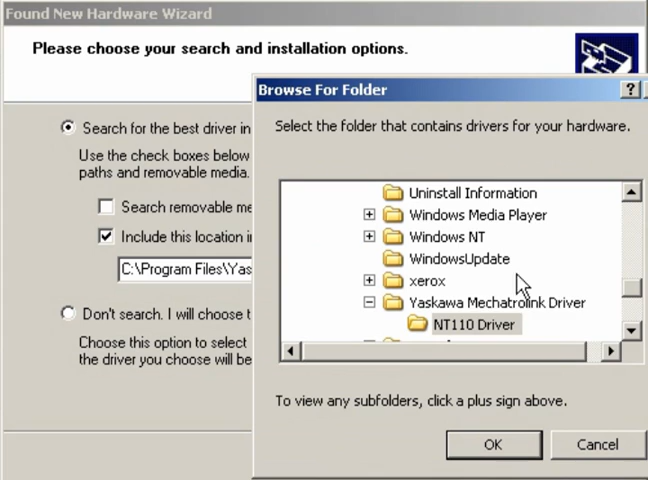 Found New Hardware Wizard
Please choose your search and installation options.
Search for the best driver in
Use the check boxes below
paths and removable media.
Search removable me
Include this location i
C:\Program Files\Yas
Don't search. I will choose t
Choose this option to select
the driver you choose will be
Browse For Folder
?
Select the folder that contains drivers for your hardware.
Uninstall Information
Windows Media Player
Windows NT
WindowsUpdate
xerox
Yaskawa Mechatrolink Driver
NT110 Driver
To view any subfolders, click a plus sign above.
OK
Cancel